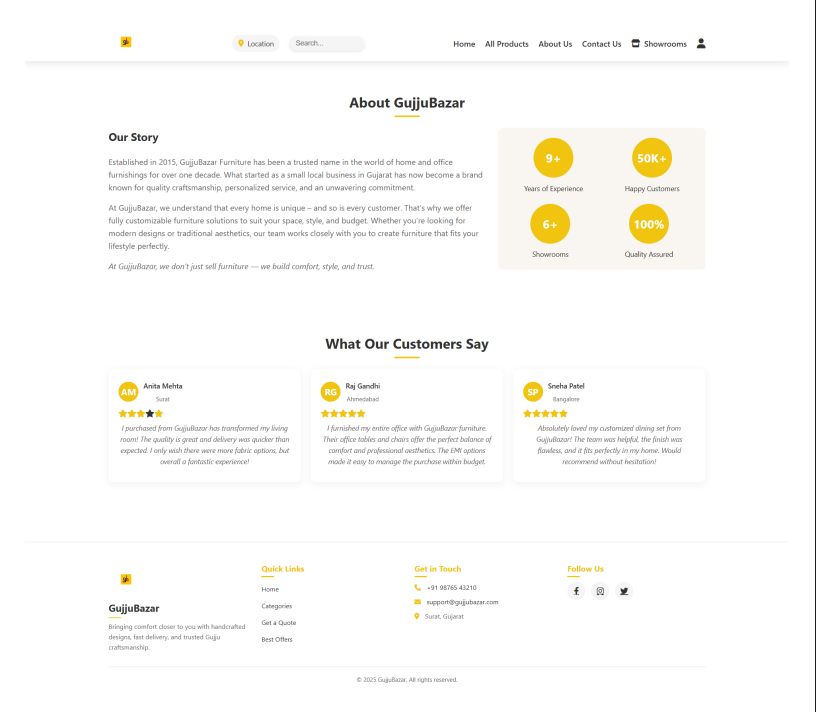 Location
Search...
Home
All Products
About Us
Contact Us
Showrooms
About GujjuBazar
Our Story
Established in 2015, GujjuBazar Furniture has been a trusted name in the world of home and office
furnishings for over one decade. What started as a small local business in Gujarat has now become a brand
known for quality craftsmanship, personalized service, and an unwavering commitment.
At GujjuBazar, we understand that every home is unique – and so is every customer. That's why we offer
fully customizable furniture solutions to suit your space, style, and budget. Whether you're looking for
modern designs or traditional aesthetics, our team works closely with you to create furniture that fits your
lifestyle perfectly.
At GujjuBazar, we don't just sell furniture — we build comfort, style, and trust.
9+
Years of Experience
50K+
Happy Customers
6+
Showrooms
100%
Quality Assured
What Our Customers Say
AM
Anita Mehta
Surat
I purchased from GujjuBazar has transformed my living
room! The quality is great and delivery was quicker than
expected. I only wish there were more fabric options, but
overall a fantastic experience!
RG
Raj Gandhi
Ahmedabad
I furnished my entire office with GujjuBazar furniture.
Their office tables and chairs offer the perfect balance of
comfort and professional aesthetics. The EMI options
made it easy to manage the purchase within budget.
SP
Sneha Patel
Bangalore
Absolutely loved my customized dining set from
GujjuBazar! The team was helpful, the finish was
flawless, and it fits perfectly in my home. Would
recommend without hesitation!
GujjuBazar
Bringing comfort closer to you with handcrafted
designs, fast delivery, and trusted Gujju
craftsmanship.
Quick Links
Home
Categories
Get a Quote
Best Offers
Get in Touch
+91 98765 43210
support@gujjubazar.com
Surat, Gujarat
Follow Us
© 2025 GujjuBazar. All rights reserved.